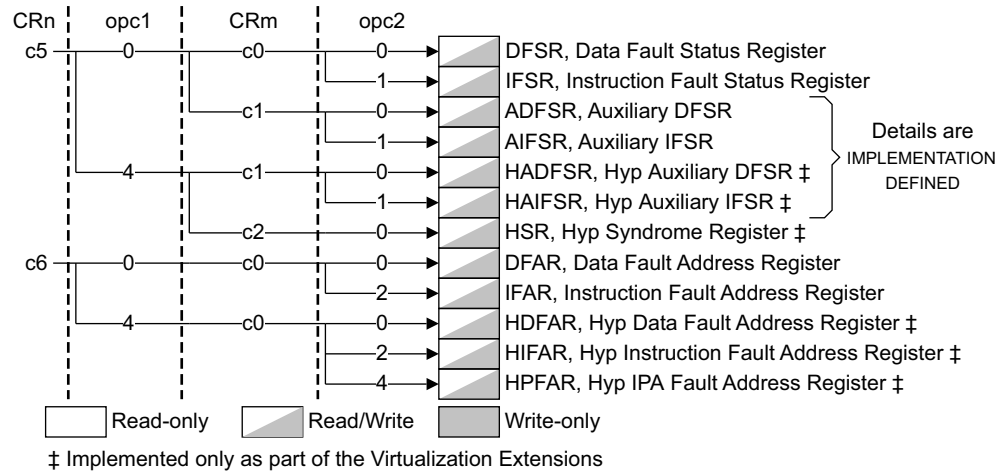 CRn opc1 CRm opc2
c5 0 c0 0 DFSR, Data Fault Status Register
1 IFSR, Instruction Fault Status Register
c1 0 ADFSR, Auxiliary DFSR
1 AIFSR, Auxiliary IFSR
4 c1 0 HADFSR, Hyp Auxiliary DFSR ‡
1 HAIFSR, Hyp Auxiliary IFSR ‡
Details are
IMPLEMENTATION
DEFINED
c2 0 HSR, Hyp Syndrome Register ‡
c6 0 c0 0 DFAR, Data Fault Address Register
2 IFAR, Instruction Fault Address Register
4 c0 0 HDFAR, Hyp Data Fault Address Register ‡
2 HIFAR, Hyp Instruction Fault Address Register ‡
4 HPFAR, Hyp IPA Fault Address Register ‡
Read-only Read/Write Write-only
‡ Implemented only as part of the Virtualization Extensions